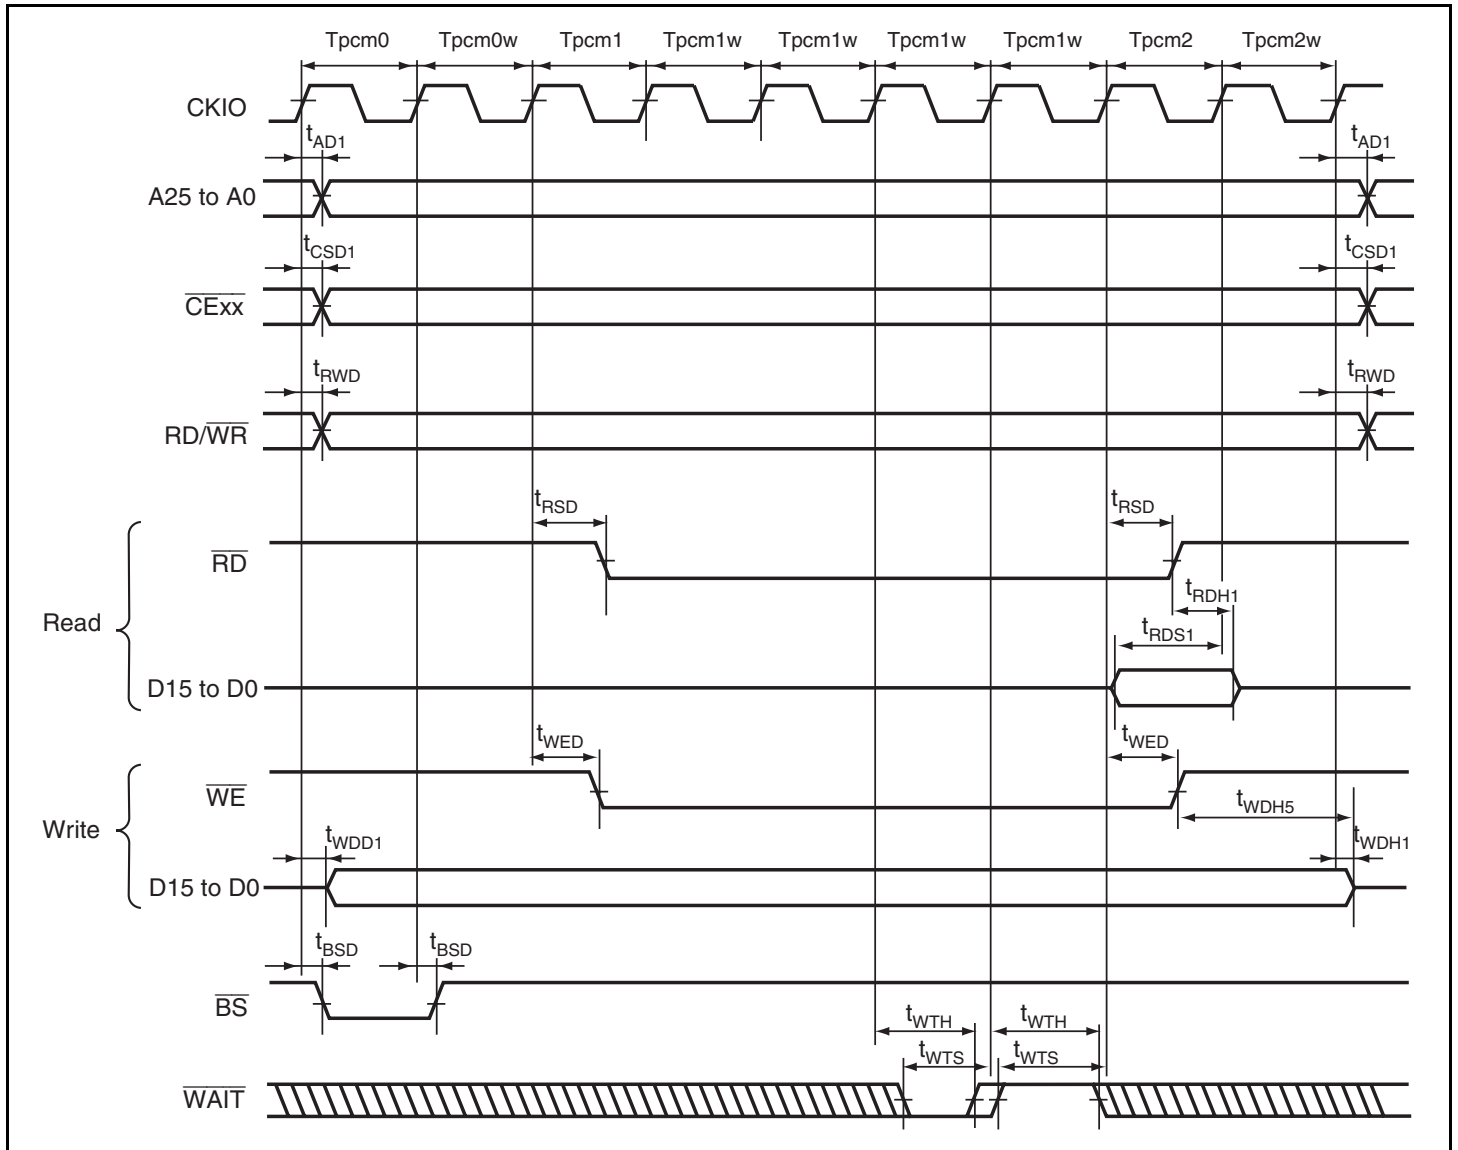 Tpcm0 Tpcm0w Tpcm1 Tpcm1w Tpcm1w Tpcm1w Tpcm1w Tpcm2 Tpcm2w
CKIO
tAD1 tAD1
A25 to A0
tCSD1 tCSD1
CExx
tRWD tRWD
RD/WR
tRSD tRSD
RD
tRDH1
Read
tRDS1
D15 to D0
tWED tWED
WE
tWDH5
Write
tWDD1 tWDH1
D15 to D0
tBSD tBSD
BS
tWTH tWTH
tWTS tWTS
WAIT